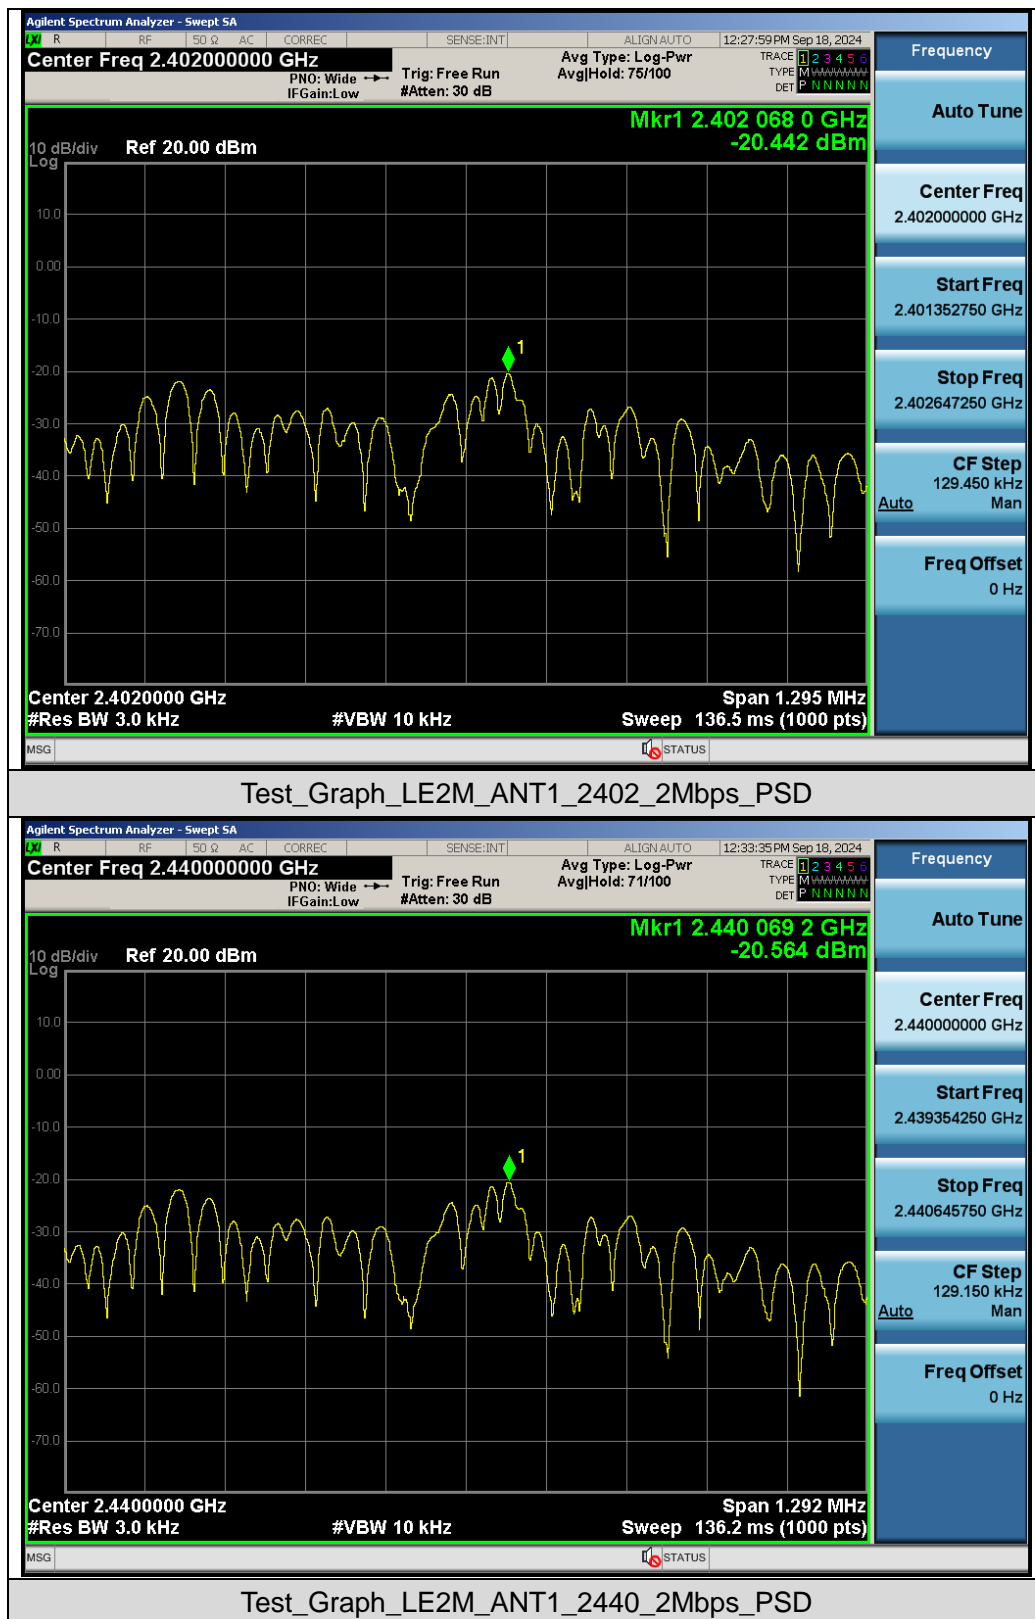 Agilent Spectrum Analyzer - Swept SA
LXI R RF 50 Ω AC CORREC SENSE:INT ALIGN AUTO 12:27:59 PM Sep 18, 2024
Center Freq 2.402000000 GHz
PNO: Wide
IFGain:Low
Trig: Free Run
#Atten: 30 dB
Avg Type: Log-Pwr
Avg|Hold: 75/100
TRACE 1 2 3 4 5 6
TYPE M WWWWW
DET P N N N N N
Mkr1 2.402 068 0 GHz
-20.442 dBm
10 dB/div Ref 20.00 dBm
Log
10.0
0.00
-10.0
-20.0
-30.0
-40.0
-50.0
-60.0
-70.0
1
Center 2.4020000 GHz Span 1.295 MHz
#Res BW 3.0 kHz #VBW 10 kHz Sweep 136.5 ms (1000 pts)
MSG STATUS
Frequency
Auto Tune
Center Freq
2.402000000 GHz
Start Freq
2.401352750 GHz
Stop Freq
2.402647250 GHz
CF Step
129.450 kHz
Auto Man
Freq Offset
0 Hz
Test_Graph_LE2M_ANT1_2402_2Mbps_PSD
Agilent Spectrum Analyzer - Swept SA
LXI R RF 50 Ω AC CORREC SENSE:INT ALIGN AUTO 12:33:35 PM Sep 18, 2024
Center Freq 2.440000000 GHz
PNO: Wide
IFGain:Low
Trig: Free Run
#Atten: 30 dB
Avg Type: Log-Pwr
Avg|Hold: 71/100
TRACE 1 2 3 4 5 6
TYPE M WWWWW
DET P N N N N N
Mkr1 2.440 069 2 GHz
-20.564 dBm
10 dB/div Ref 20.00 dBm
Log
10.0
0.00
-10.0
-20.0
-30.0
-40.0
-50.0
-60.0
-70.0
1
Center 2.4400000 GHz Span 1.292 MHz
#Res BW 3.0 kHz #VBW 10 kHz Sweep 136.2 ms (1000 pts)
MSG STATUS
Frequency
Auto Tune
Center Freq
2.440000000 GHz
Start Freq
2.439354250 GHz
Stop Freq
2.440645750 GHz
CF Step
129.150 kHz
Auto Man
Freq Offset
0 Hz
Test_Graph_LE2M_ANT1_2440_2Mbps_PSD